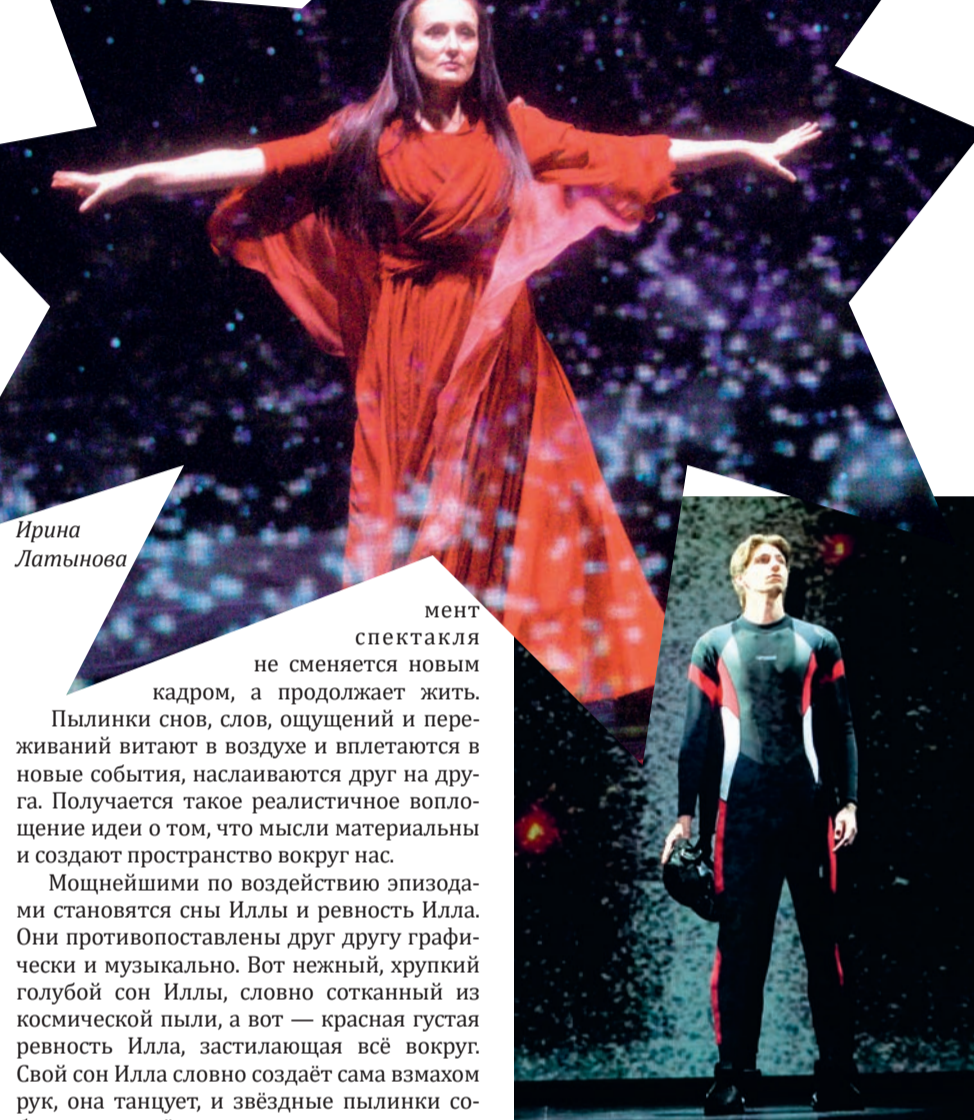 Ирина
Латынова
мент
спектакля
не сменяется новым
кадром, а продолжает жить.
Пылинки снов, слов, ощущений и пере-
живаний витают в воздухе и вплетаются в
новые события, наслаиваются друг на дру-
га. Получается такое реалистичное вопло-
щение идеи о том, что мысли материальны
и создают пространство вокруг нас.
Мощнейшими по воздействию эпизода-
ми становятся сны Иллы и ревность Илла.
Они противопоставлены друг другу графи-
чески и музыкально. Вот нежный, хрупкий
голубой сон Иллы, словно сотканный из
космической пыли, а вот — красная густая
ревность Илла, застилающая всё вокруг.
Свой сон Илла словно создаёт сама взмахом
рук, она танцует, и звёздные пылинки со-